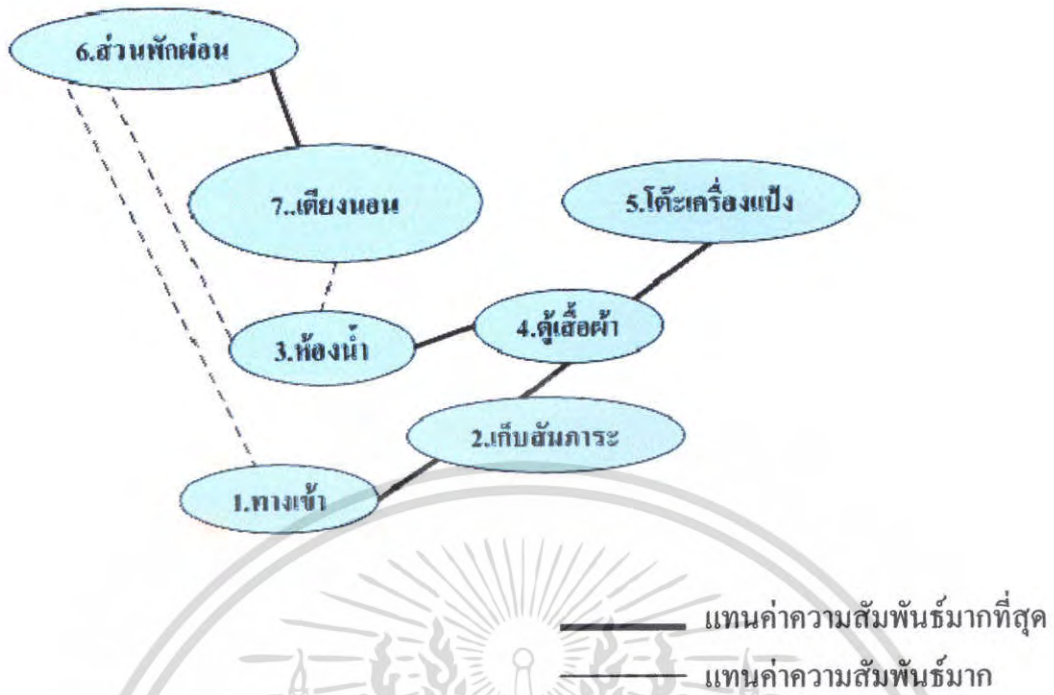 6.ส่วนพักผ่อน
7..เตียงนอน
5.โต๊ะเครื่องแป้ง
3.ห้องน้ำ
4.ตู้เสื้อผ้า
2.เก็บสัมภาระ
1.ทางเข้า
แทนค่าความสัมพันธ์มากที่สุด
แทนค่าความสัมพันธ์มาก